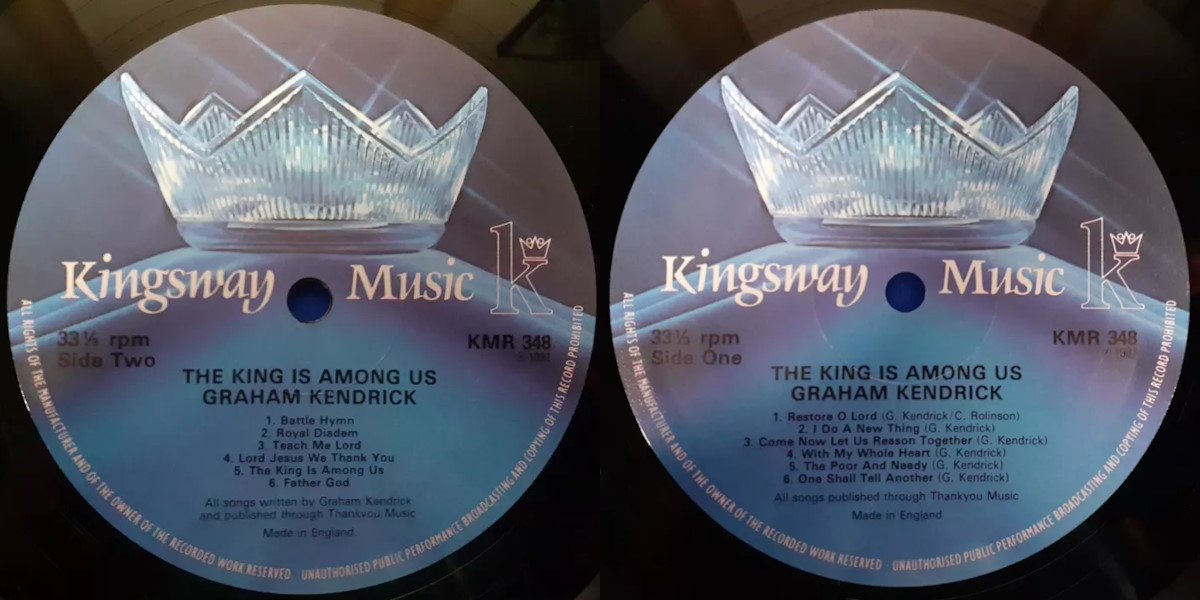 Kingsway Music k
33⅓ rpm
Side Two
KMR 348
℗ 1981
THE KING IS AMONG US
GRAHAM KENDRICK
1. Battle Hymn
2. Royal Diadem
3. Teach Me Lord
4. Lord Jesus We Thank You
5. The King Is Among Us
6. Father God
All songs written by Graham Kendrick
and published through Thankyou Music
Made in England
ALL RIGHTS OF THE MANUFACTURER AND OF THE OWNER OF THE RECORDED WORK RESERVED UNAUTHORISED PUBLIC PERFORMANCE BROADCASTING AND COPYING OF THIS RECORD PROHIBITED
Kingsway Music k
33⅓ rpm
Side One
KMR 348
℗ 1981
THE KING IS AMONG US
GRAHAM KENDRICK
1. Restore O Lord (G. Kendrick/C. Rolinson)
2. I Do A New Thing (G. Kendrick)
3. Come Now Let Us Reason Together (G. Kendrick)
4. With My Whole Heart (G. Kendrick)
5. The Poor And Needy (G. Kendrick)
6. One Shall Tell Another (G. Kendrick)
All songs published through Thankyou Music
Made in England
ALL RIGHTS OF THE MANUFACTURER AND OF THE OWNER OF THE RECORDED WORK RESERVED · UNAUTHORISED PUBLIC PERFORMANCE BROADCASTING AND COPYING OF THIS RECORD PROHIBITED